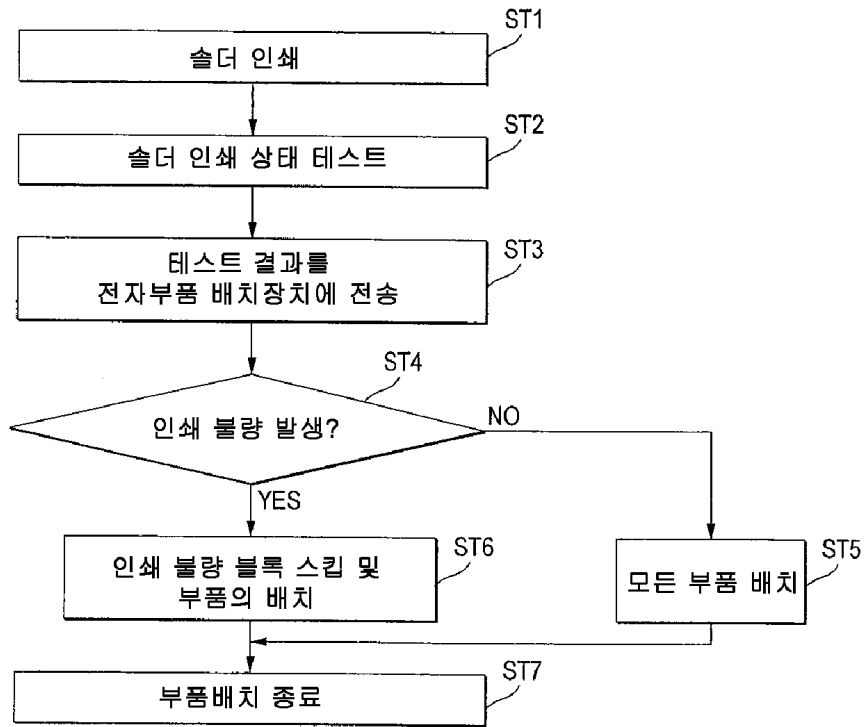 ST1
솔더 인쇄
ST2
솔더 인쇄 상태 테스트
ST3
테스트 결과를
전자부품 배치장치에 전송
ST4
인쇄 불량 발생?
NO
YES
ST6
인쇄 불량 블록 스킵 및
부품의 배치
ST5
모든 부품 배치
ST7
부품배치 종료